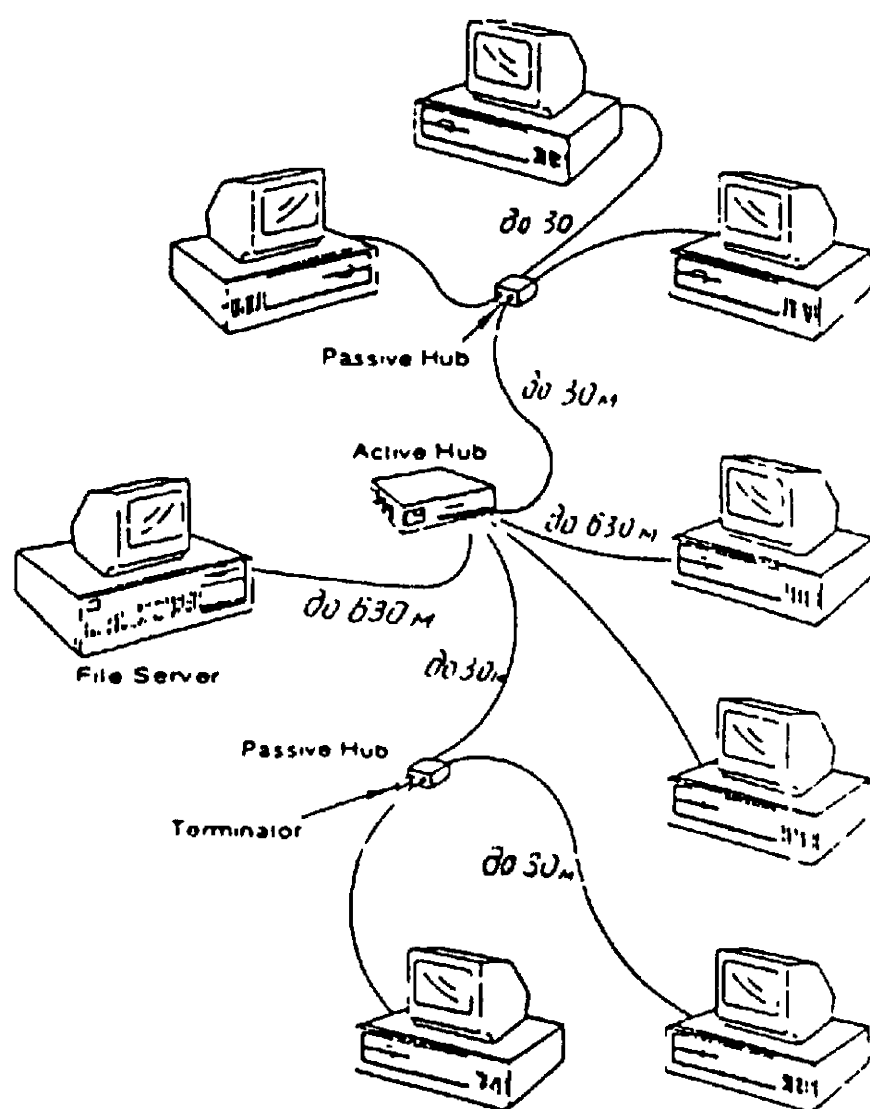 до 30
Passive Hub
до 30м
Active Hub
до 630м
до 630м
File Server
до 30м
Passive Hub
Terminator
до 30м